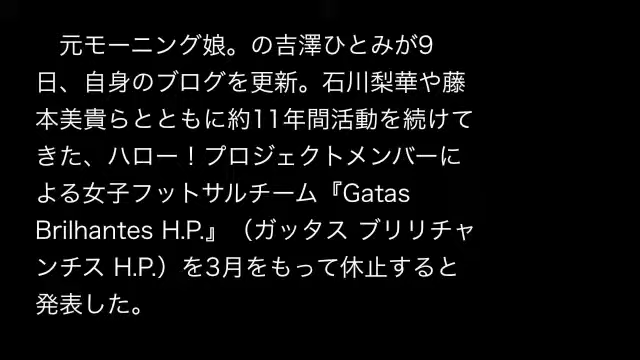 元モーニング娘。の吉澤ひとみが9
日、自身のブログを更新。石川梨華や藤
本美貴らとともに約11年間活動を続けて
きた、ハロー！プロジェクトメンバーに
よる女子フットサルチーム『Gatas
Brilhantes H.P.』（ガッタス ブリリチャ
ンチス H.P.）を3月をもって休止すると
発表した。